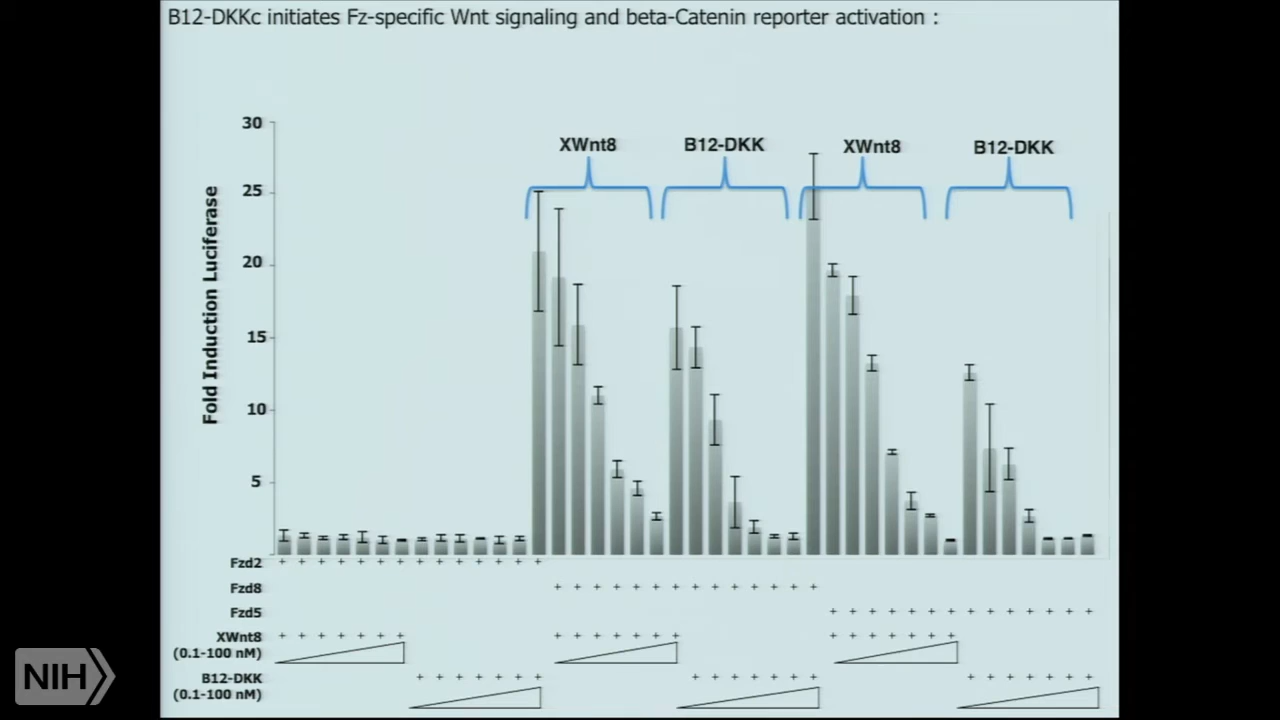 B12-DKKc initiates Fz-specific Wnt signaling and beta-Catenin reporter activation :
XWnt8
B12-DKK
XWnt8
B12-DKK
Fold Induction Luciferase
30
25
20
15
10
5
Fzd2 + + + + + + + + + + + + + +
Fzd8 + + + + + + + + + + + + + +
Fzd5 + + + + + + + + + + + + + +
XWnt8 + + + + + + + + + + + + + + + + + + + + +
(0.1-100 nM)
B12-DKK + + + + + + + + + + + + + + + + + + + + +
(0.1-100 nM)
NIH